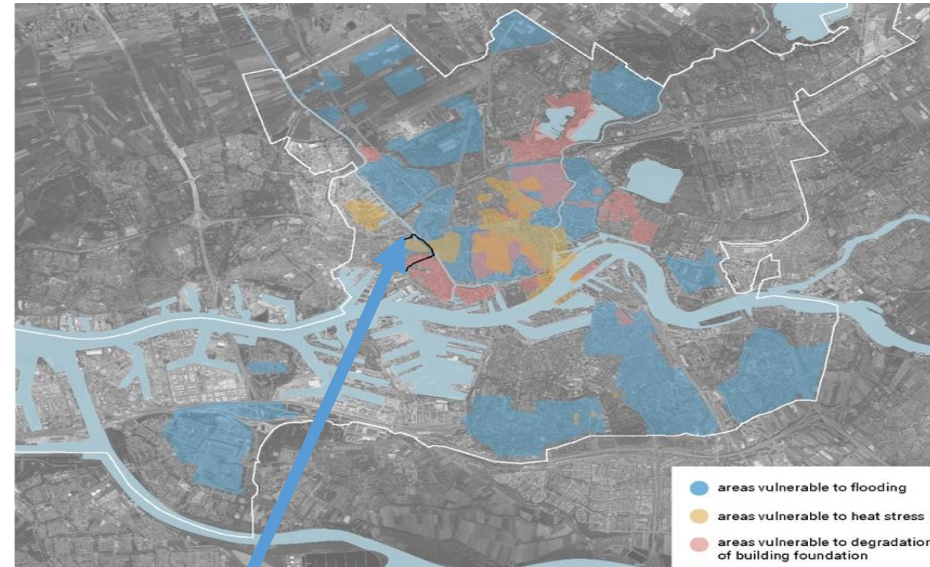 areas vulnerable to flooding
areas vulnerable to heat stress
areas vulnerable to degradation
of building foundation